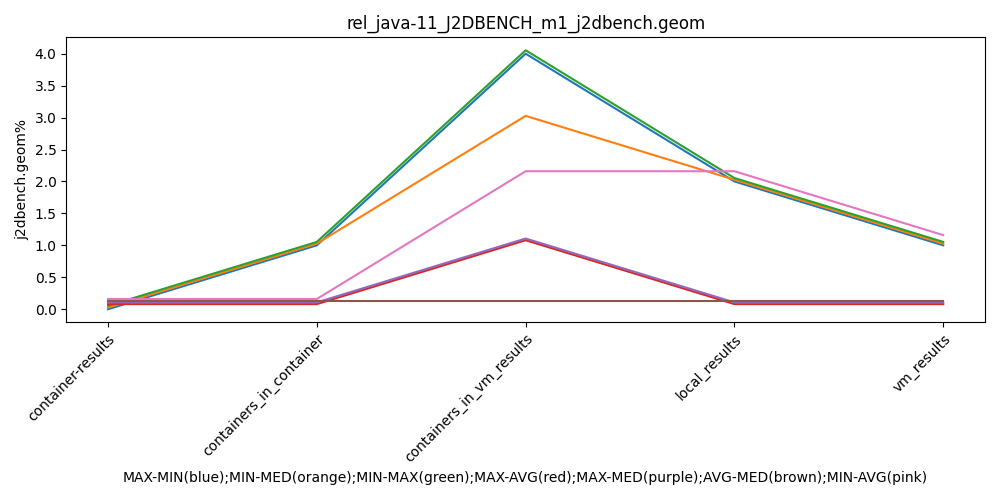 rel_java-11_J2DBENCH_m1_j2dbench.geom
j2dbench.geom%
4.0
3.5
3.0
2.5
2.0
1.5
1.0
0.5
0.0
container-results
containers_in_container
containers_in_vm_results
local_results
vm_results
MAX-MIN(blue);MIN-MED(orange);MIN-MAX(green);MAX-AVG(red);MAX-MED(purple);AVG-MED(brown);MIN-AVG(pink)